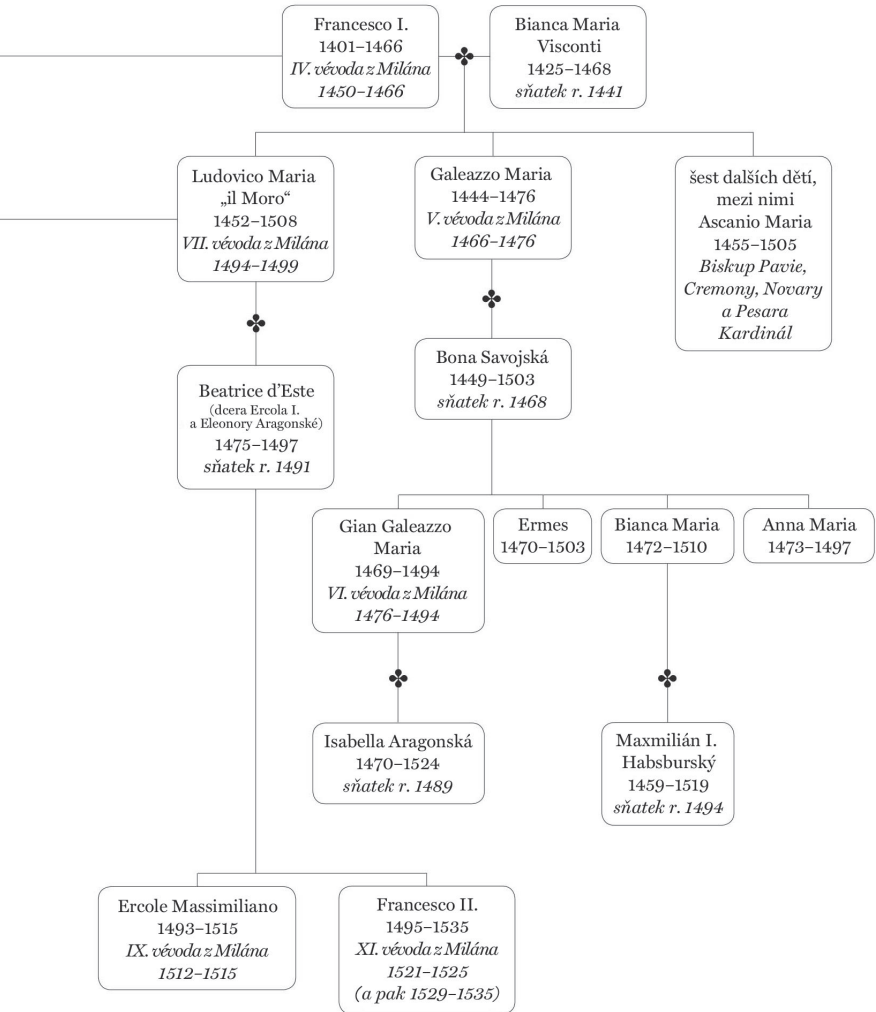 Francesco I.
1401–1466
IV. vévoda z Milána
1450–1466
Bianca Maria
Visconti
1425–1468
sňatek r. 1441
Ludovico Maria
„il Moro“
1452–1508
VII. vévoda z Milána
1494–1499
Galeazzo Maria
1444–1476
V. vévoda z Milána
1466–1476
šest dalších dětí,
mezi nimi
Ascanio Maria
1455–1505
Biskup Pavie,
Cremony, Novary
a Pesara
Kardinál
Beatrice d’Este
(dcera Ercola I.
a Eleonory Aragonské)
1475–1497
sňatek r. 1491
Bona Savojská
1449–1503
sňatek r. 1468
Gian Galeazzo
Maria
1469–1494
VI. vévoda z Milána
1476–1494
Ermes
1470–1503
Bianca Maria
1472–1510
Anna Maria
1473–1497
Isabella Aragonská
1470–1524
sňatek r. 1489
Maxmilián I.
Habsburský
1459–1519
sňatek r. 1494
Ercole Massimiliano
1493–1515
IX. vévoda z Milána
1512–1515
Francesco II.
1495–1535
XI. vévoda z Milána
1521–1525
(a pak 1529–1535)